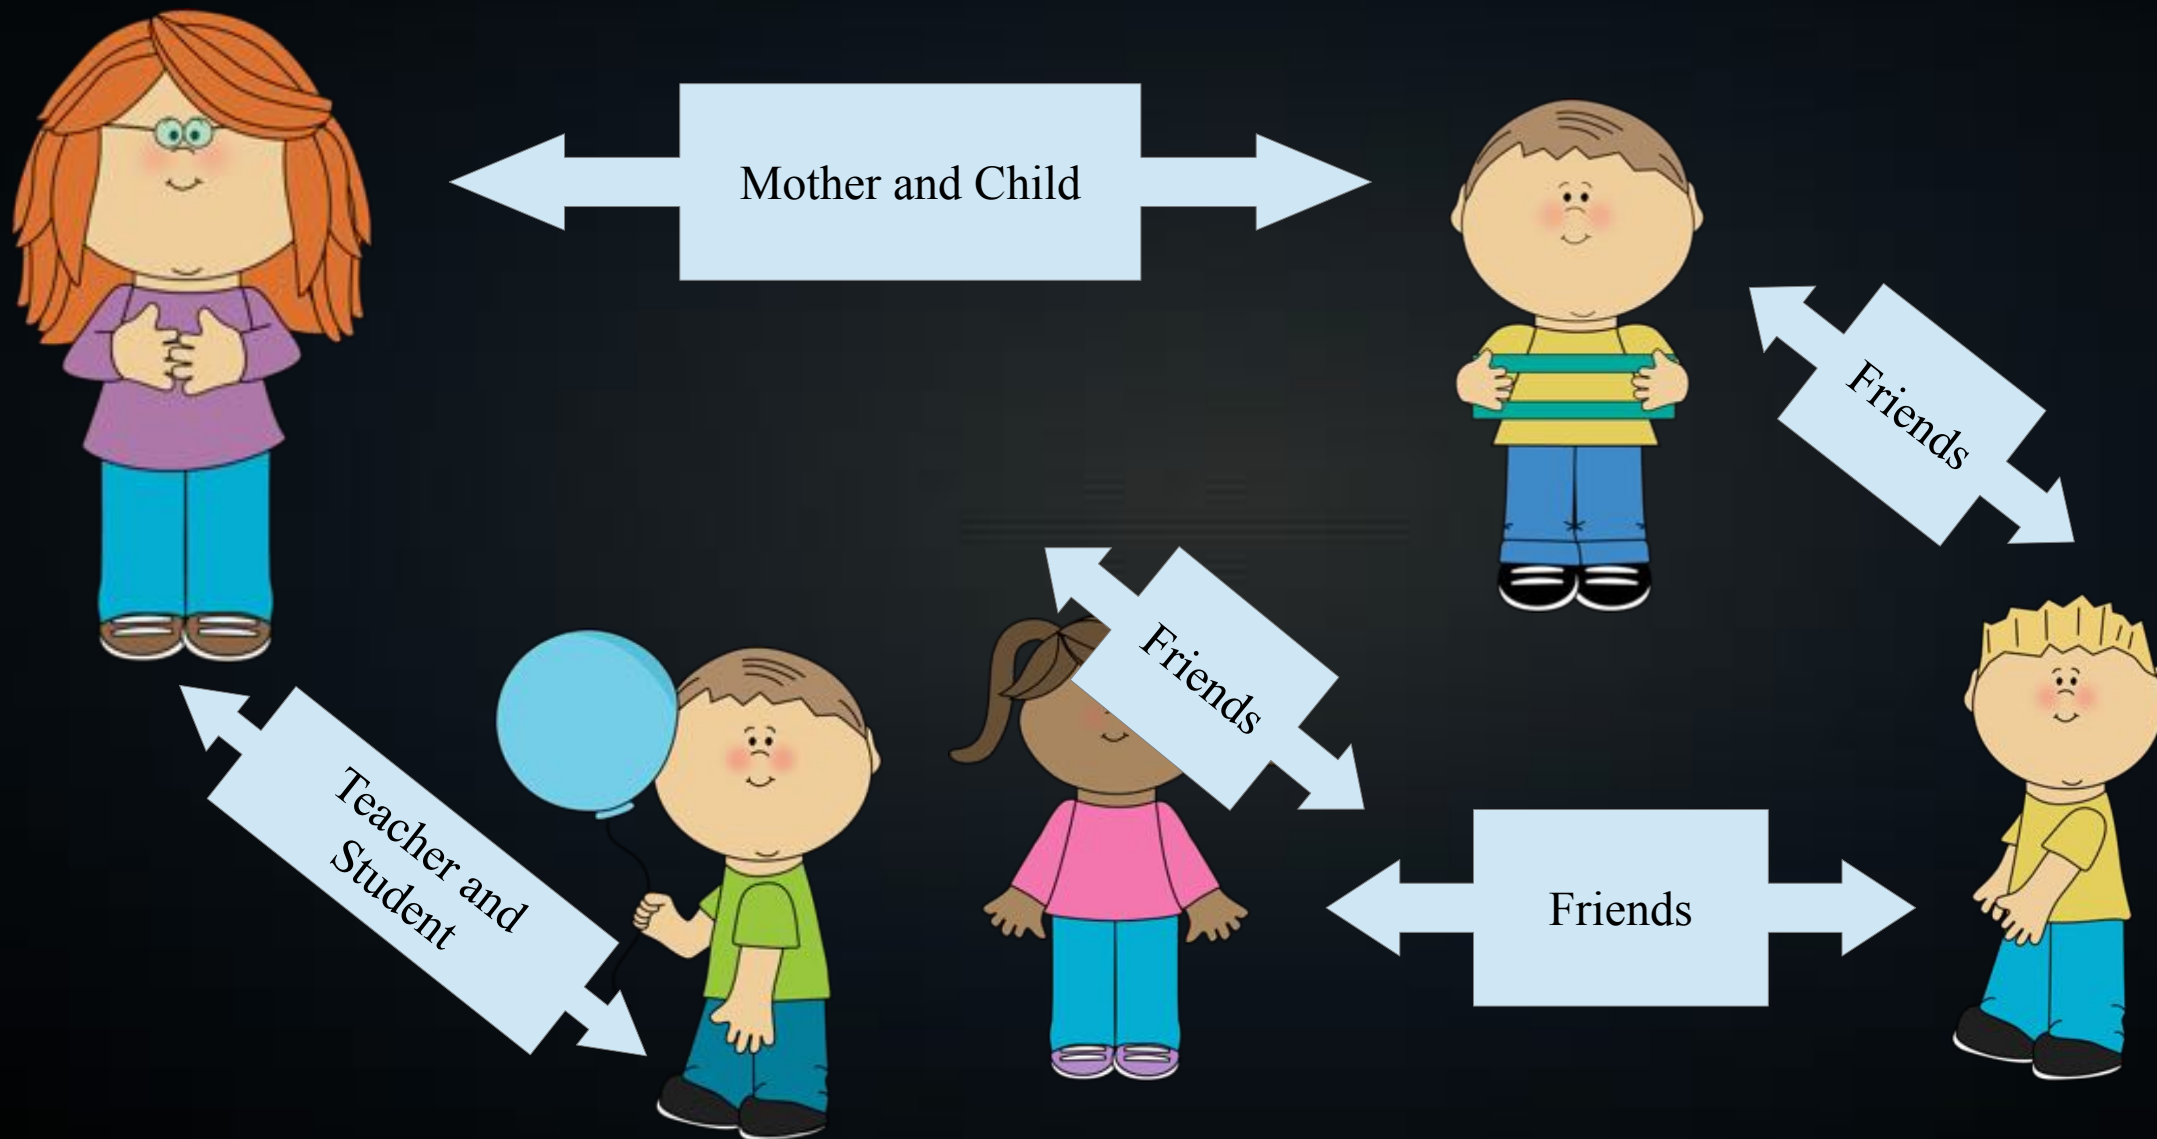 Mother and Child
Friends
Friends
Teacher and
Student
Friends